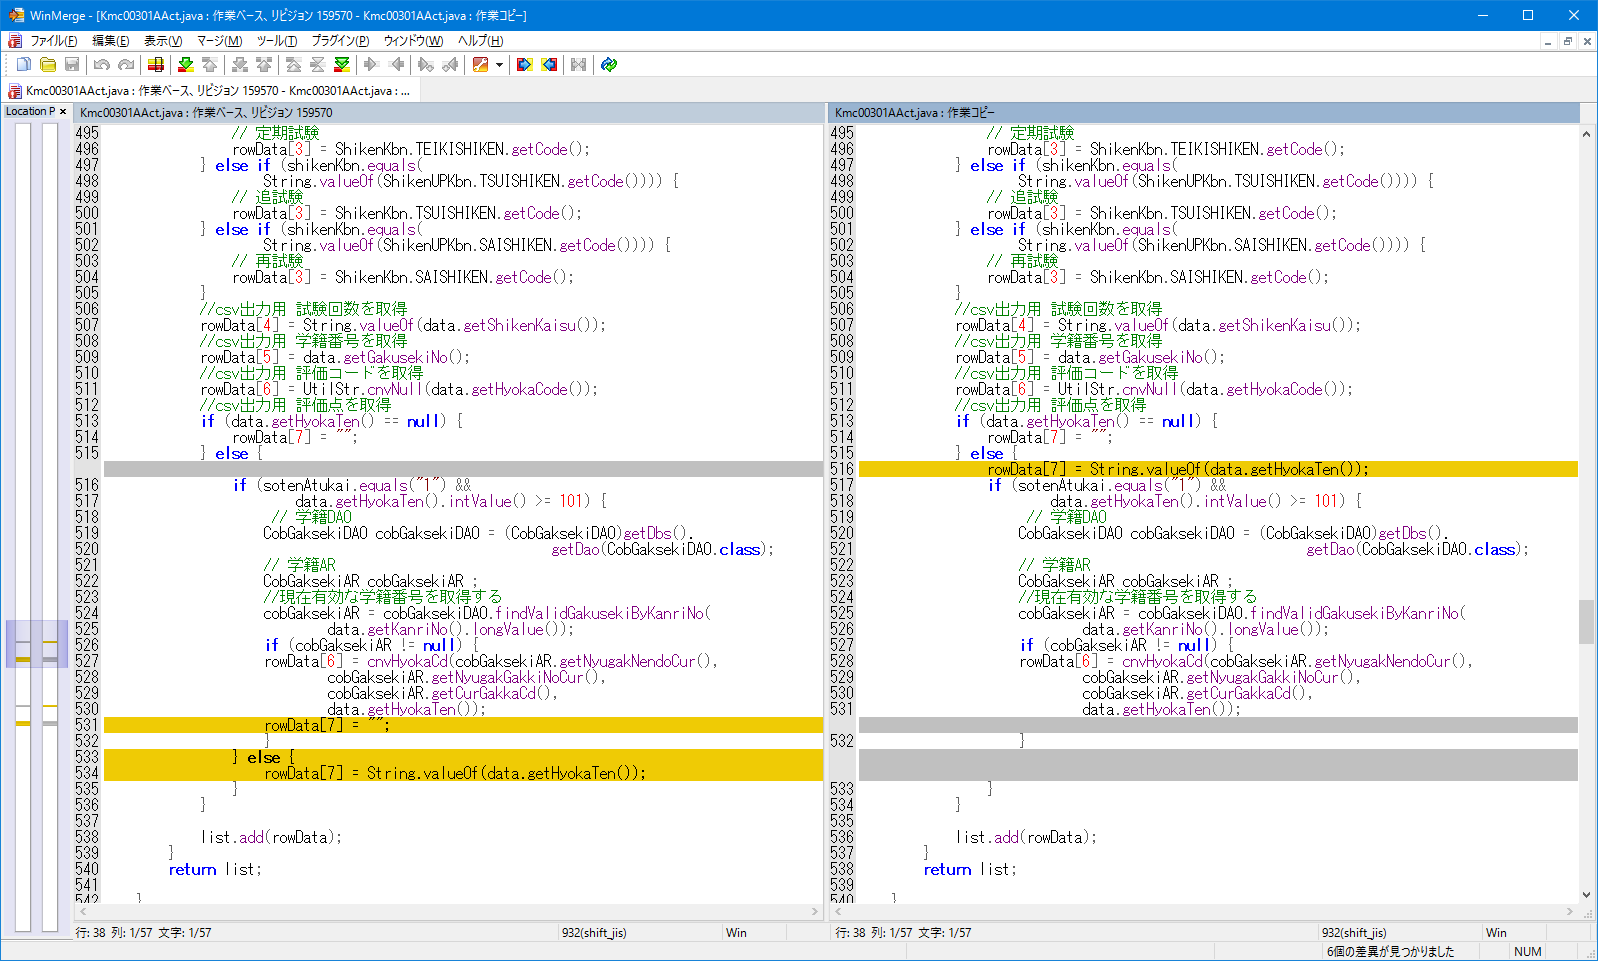 WinMerge - [Kmc00301AAct.java : 作業ベース、リビジョン 159570 - Kmc00301AAct.java : 作業コピー]
ファイル(F) 編集(E) 表示(V) マージ(M) ツール(T) プラグイン(P) ウィンドウ(W) ヘルプ(H)
Kmc00301AAct.java : 作業ベース、リビジョン 159570 - Kmc00301AAct.java : ...
Location P ×
Kmc00301AAct.java : 作業ベース、リビジョン 159570
495 // 定期試験
496 rowData[3] = ShikenKbn.TEIKISHIKEN.getCode();
497 } else if (shikenKbn.equals(
498 String.valueOf(ShikenUPKbn.TSUISHIKEN.getCode()))) {
499 // 追試験
500 rowData[3] = ShikenKbn.TSUISHIKEN.getCode();
501 } else if (shikenKbn.equals(
502 String.valueOf(ShikenUPKbn.SAISHIKEN.getCode()))) {
503 // 再試験
504 rowData[3] = ShikenKbn.SAISHIKEN.getCode();
505 }
506 //csv出力用 試験回数を取得
507 rowData[4] = String.valueOf(data.getShikenKaisu());
508 //csv出力用 学籍番号を取得
509 rowData[5] = data.getGakusekiNo();
510 //csv出力用 評価コードを取得
511 rowData[6] = UtilStr.cnvNull(data.getHyokaCode());
512 //csv出力用 評価点を取得
513 if (data.getHyokaTen() == null) {
514 rowData[7] = "";
515 } else {
516 if (sotenAtukai.equals("1") &&
517 data.getHyokaTen().intValue() >= 101) {
518 // 学籍DAO
519 CobGaksekiDAO cobGaksekiDAO = (CobGaksekiDAO)getDbs().
520 getDao(CobGaksekiDAO.class);
521 // 学籍AR
522 CobGaksekiAR cobGaksekiAR ;
523 //現在有効な学籍番号を取得する
524 cobGaksekiAR = cobGaksekiDAO.findValidGakusekiByKanriNo(
525 data.getKanriNo().longValue());
526 if (cobGaksekiAR != null) {
527 rowData[6] = cnvHyokaCd(cobGaksekiAR.getNyugakNendoCur(),
528 cobGaksekiAR.getNyugakGakkiNoCur(),
529 cobGaksekiAR.getCurGakkaCd(),
530 data.getHyokaTen());
531 rowData[7] = "";
532 }
533 } else {
534 rowData[7] = String.valueOf(data.getHyokaTen());
535 }
536 }
537
538 list.add(rowData);
539 }
540 return list;
541
542 }
Kmc00301AAct.java : 作業コピー
495 // 定期試験
496 rowData[3] = ShikenKbn.TEIKISHIKEN.getCode();
497 } else if (shikenKbn.equals(
498 String.valueOf(ShikenUPKbn.TSUISHIKEN.getCode()))) {
499 // 追試験
500 rowData[3] = ShikenKbn.TSUISHIKEN.getCode();
501 } else if (shikenKbn.equals(
502 String.valueOf(ShikenUPKbn.SAISHIKEN.getCode()))) {
503 // 再試験
504 rowData[3] = ShikenKbn.SAISHIKEN.getCode();
505 }
506 //csv出力用 試験回数を取得
507 rowData[4] = String.valueOf(data.getShikenKaisu());
508 //csv出力用 学籍番号を取得
509 rowData[5] = data.getGakusekiNo();
510 //csv出力用 評価コードを取得
511 rowData[6] = UtilStr.cnvNull(data.getHyokaCode());
512 //csv出力用 評価点を取得
513 if (data.getHyokaTen() == null) {
514 rowData[7] = "";
515 } else {
516 rowData[7] = String.valueOf(data.getHyokaTen());
517 if (sotenAtukai.equals("1") &&
518 data.getHyokaTen().intValue() >= 101) {
519 // 学籍DAO
520 CobGaksekiDAO cobGaksekiDAO = (CobGaksekiDAO)getDbs().
521 getDao(CobGaksekiDAO.class);
522 // 学籍AR
523 CobGaksekiAR cobGaksekiAR ;
524 //現在有効な学籍番号を取得する
525 cobGaksekiAR = cobGaksekiDAO.findValidGakusekiByKanriNo(
526 data.getKanriNo().longValue());
527 if (cobGaksekiAR != null) {
528 rowData[6] = cnvHyokaCd(cobGaksekiAR.getNyugakNendoCur(),
529 cobGaksekiAR.getNyugakGakkiNoCur(),
530 cobGaksekiAR.getCurGakkaCd(),
531 data.getHyokaTen());
532 }
533 }
534 }
535
536 list.add(rowData);
537 }
538 return list;
539
540 }
行: 38 列: 1/57 文字: 1/57 932(shift_jis) Win
行: 38 列: 1/57 文字: 1/57 932(shift_jis) Win
6個の差異が見つかりました NUM